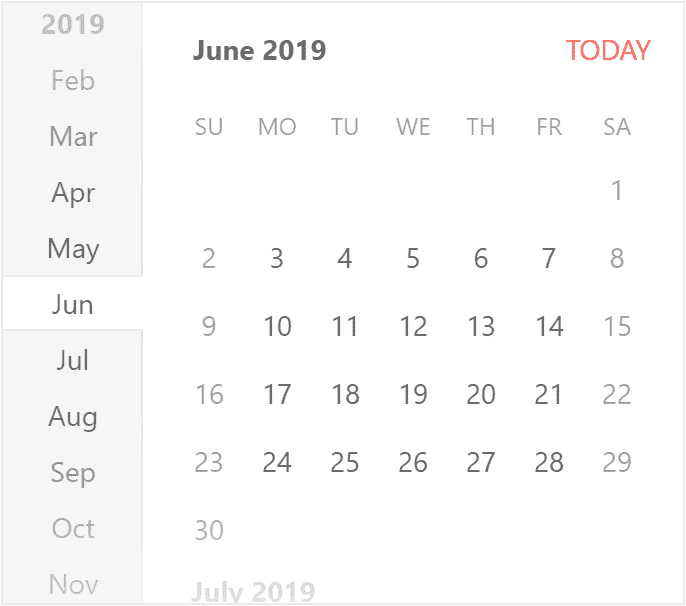 2019
Feb
Mar
Apr
May
Jun
Jul
Aug
Sep
Oct
Nov
June 2019 TODAY
SU MO TU WE TH FR SA
1
2 3 4 5 6 7 8
9 10 11 12 13 14 15
16 17 18 19 20 21 22
23 24 25 26 27 28 29
30
July 2019